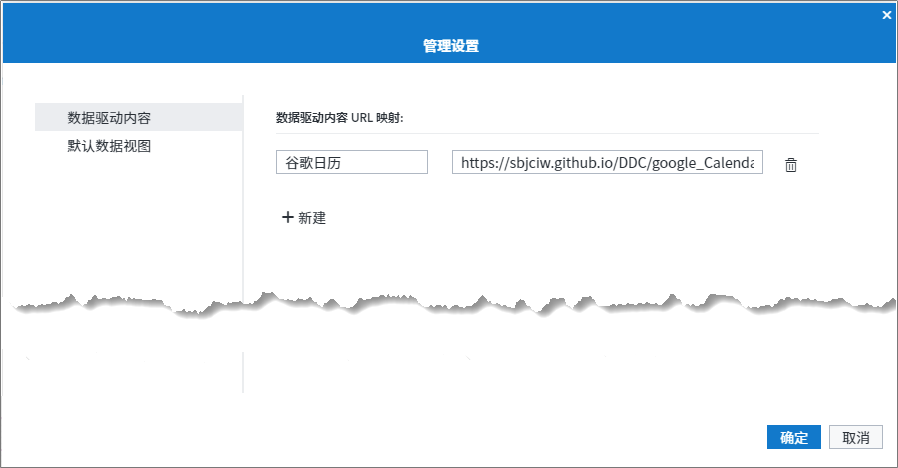 管理设置
数据驱动内容
默认数据视图
数据驱动内容 URL 映射:
谷歌日历
https://sbjciw.github.io/DDC/google_Calenda
新建
确定
取消